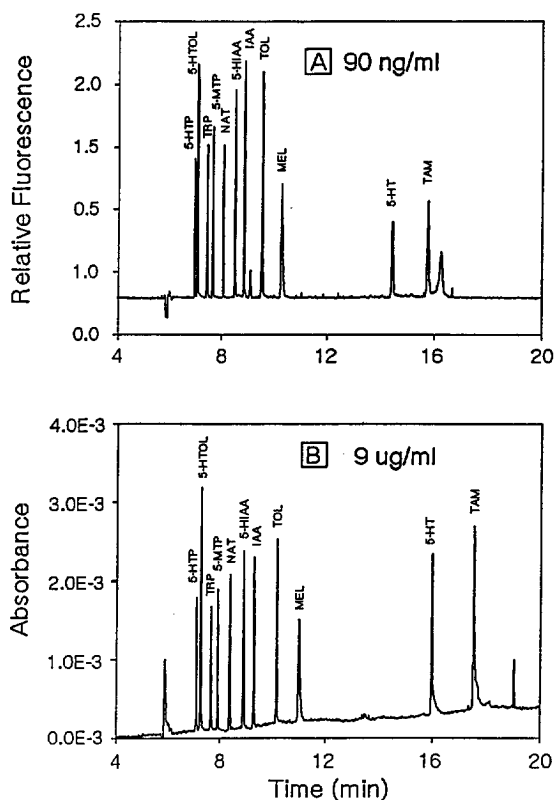 Relative Fluorescence
2.5
2.0
1.5
0.5
1.0
0.0
A 90 ng/ml
5-HTP
5-HTOL
TRP
5-MTP
NAT
5-HIAA
IAA
TOL
MEL
5-HT
TAM
4 8 12 16 20
Absorbance
4.0E-3
3.0E-3
2.0E-3
1.0E-3
0.0E-3
B 9 ug/ml
5-HTP
5-HTOL
TRP
5-MTP
NAT
5-HIAA
IAA
TOL
MEL
5-HT
TAM
4 8 12 16 20
Time (min)